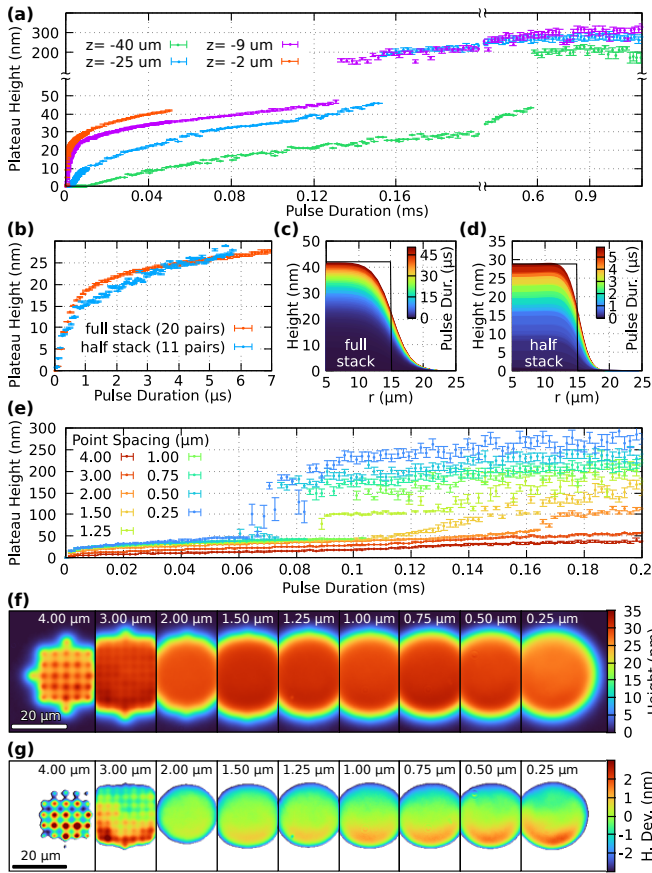 (a)
300
200
100
50
40
30
20
10
0
Plateau Height (nm)
z= -40 um
z= -25 um
z= -9 um
z= -2 um
0.04
0.08
0.12
0.16
0.6
0.9
Pulse Duration (ms)
(b)
25
20
15
10
5
0
Plateau Height (nm)
full stack (20 pairs)
half stack (11 pairs)
0 1 2 3 4 5 6 7
Pulse Duration (µs)
(c)
50
40
30
20
10
0
Height (nm)
45
30
15
0
Pulse Dur. (µs)
full
stack
5 10 15 20 25
r (µm)
(d)
35
30
25
20
15
10
5
0
Height (nm)
5
4
3
2
1
0
Pulse Dur. (µs)
half
stack
5 10 15 20 25
r (µm)
(e)
300
250
200
150
100
50
0
Plateau Height (nm)
Point Spacing (µm)
4.00
3.00
2.00
1.50
1.25
1.00
0.75
0.50
0.25
0 0.02 0.04 0.06 0.08 0.1 0.12 0.14 0.16 0.18 0.2
Pulse Duration (ms)
(f)
4.00 µm 3.00 µm 2.00 µm 1.50 µm 1.25 µm 1.00 µm 0.75 µm 0.50 µm 0.25 µm
20 µm
35
30
25
20
15
10
5
0
Height (nm)
(g)
4.00 µm 3.00 µm 2.00 µm 1.50 µm 1.25 µm 1.00 µm 0.75 µm 0.50 µm 0.25 µm
20 µm
2
1
0
-1
-2
H. Dev. (nm)